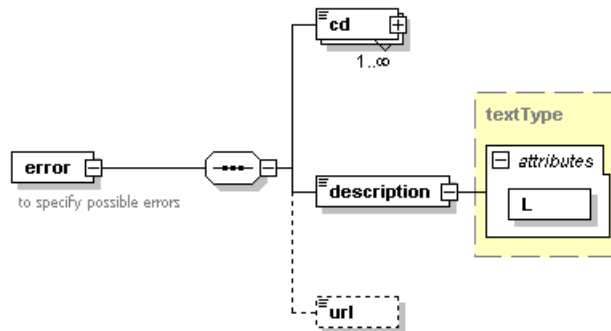 cd
1..∞
textType
attributes
error
L
description
to specify possible errors
url